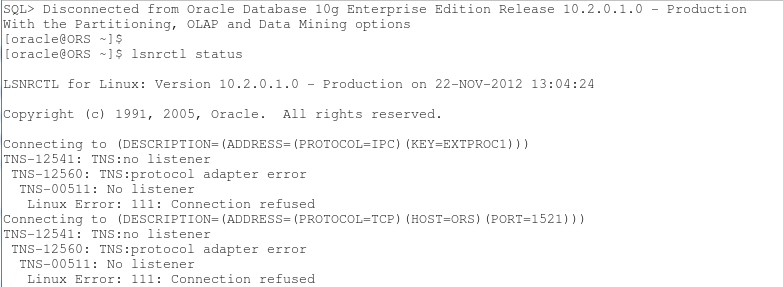 SQL> Disconnected from Oracle Database 10g Enterprise Edition Release 10.2.0.1.0 - Production
With the Partitioning, OLAP and Data Mining options
[oracle@ORS ~]$
[oracle@ORS ~]$ lsnrctl status
LSNRCTL for Linux: Version 10.2.0.1.0 - Production on 22-NOV-2012 13:04:24
Copyright (c) 1991, 2005, Oracle.  All rights reserved.
Connecting to (DESCRIPTION=(ADDRESS=(PROTOCOL=IPC)(KEY=EXTPROC1)))
TNS-12541: TNS:no listener
 TNS-12560: TNS:protocol adapter error
  TNS-00511: No listener
   Linux Error: 111: Connection refused
Connecting to (DESCRIPTION=(ADDRESS=(PROTOCOL=TCP)(HOST=ORS)(PORT=1521)))
TNS-12541: TNS:no listener
 TNS-12560: TNS:protocol adapter error
  TNS-00511: No listener
   Linux Error: 111: Connection refused